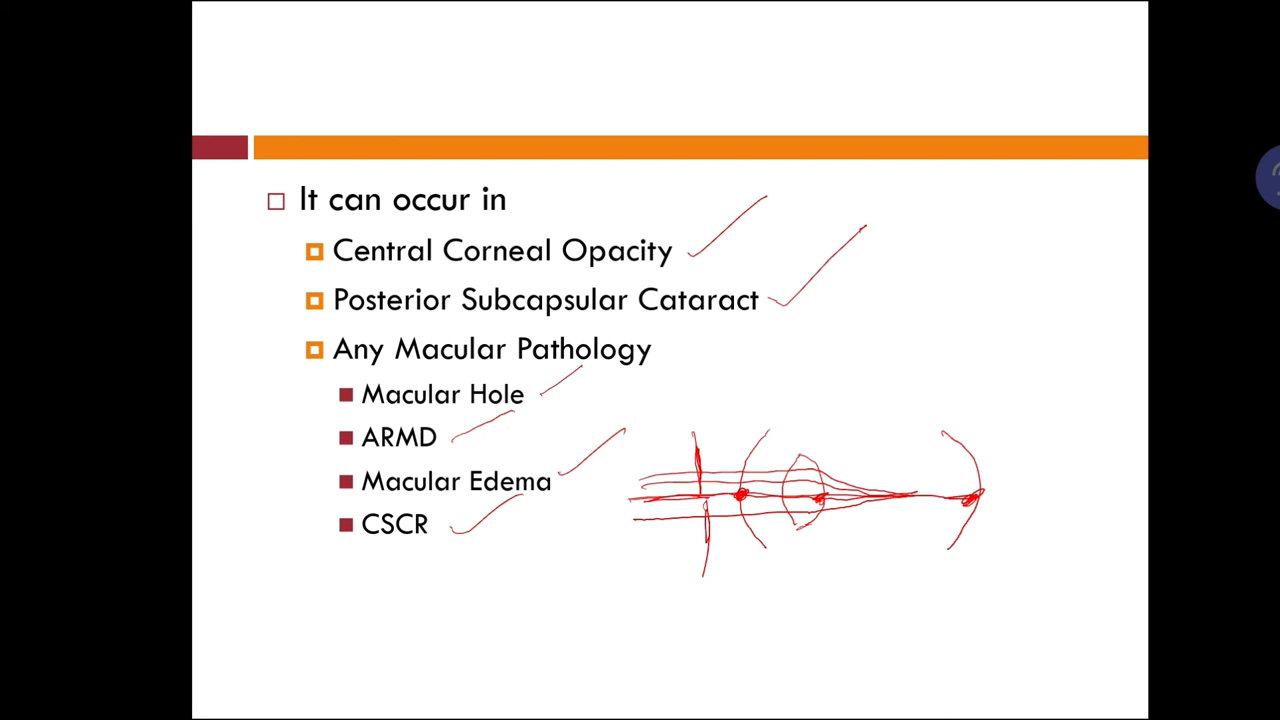 It can occur in
Central Corneal Opacity
Posterior Subcapsular Cataract
Any Macular Pathology
Macular Hole
ARMD
Macular Edema
CSCR